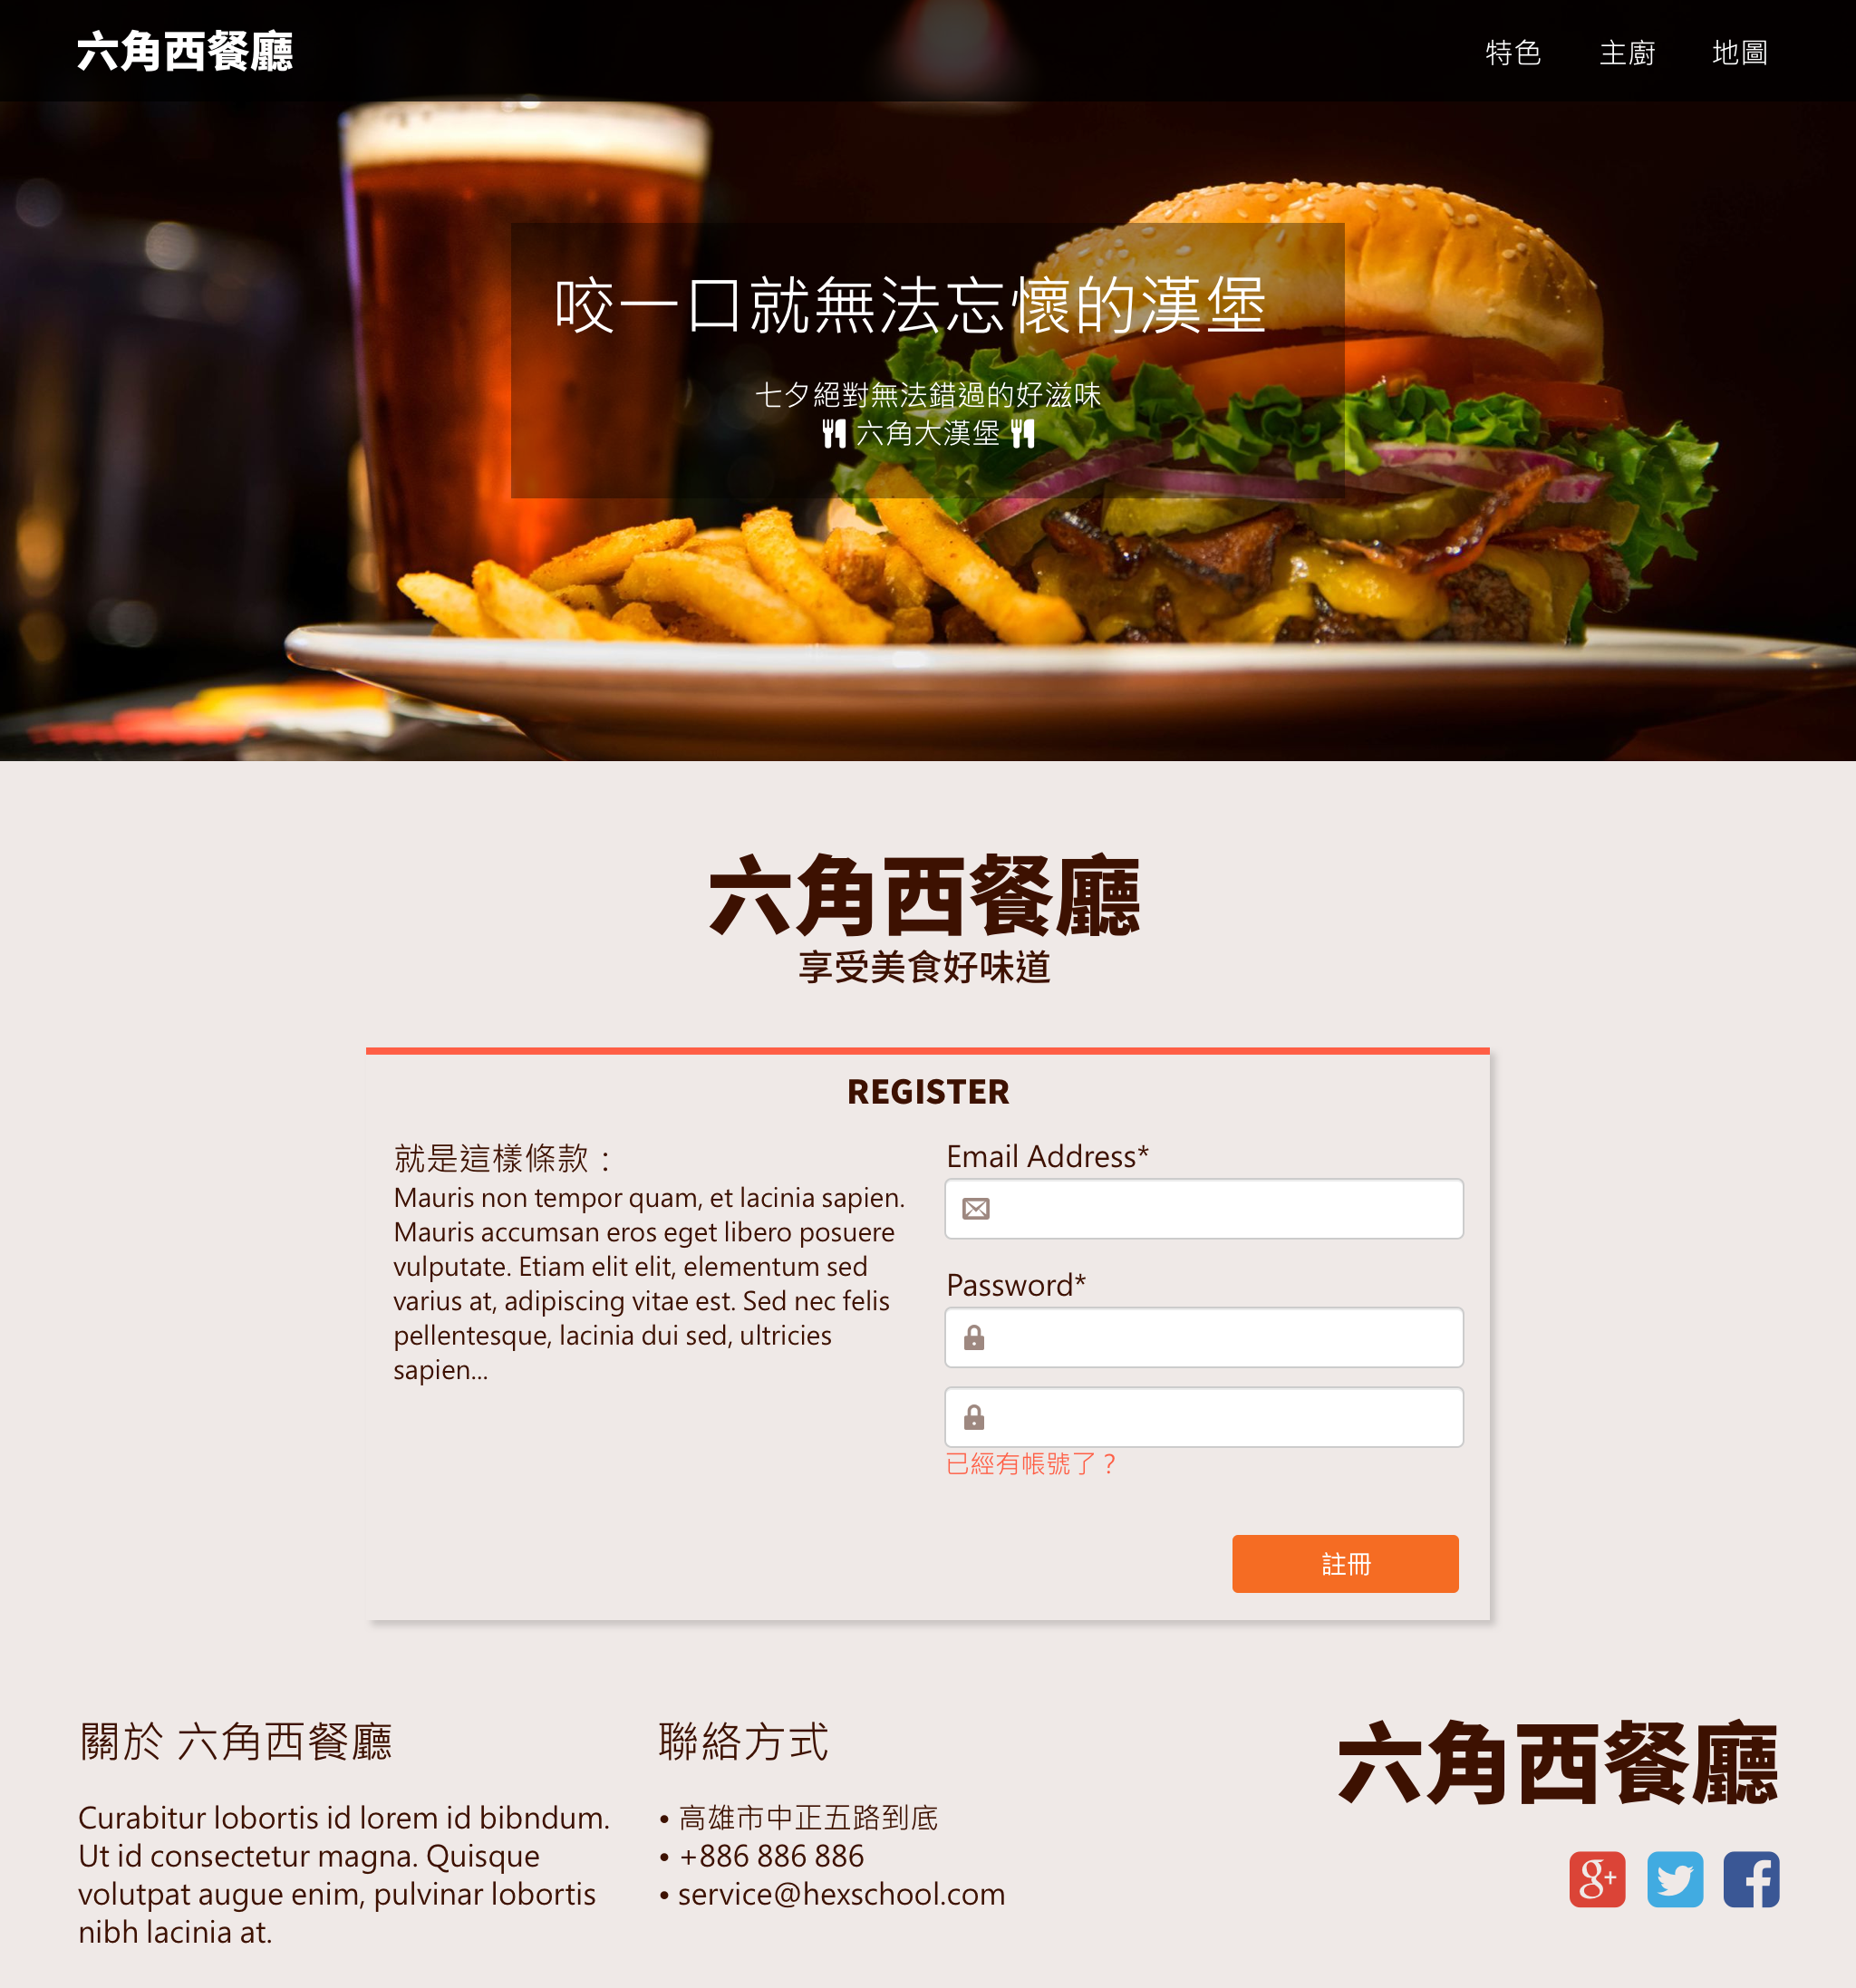 六角西餐廳
特色 主廚 地圖
咬一口就無法忘懷的漢堡
七夕絕對無法錯過的好滋味
六角大漢堡
六角西餐廳
享受美食好味道
REGISTER
就是這樣條款：
Mauris non tempor quam, et lacinia sapien.
Mauris accumsan eros eget libero posuere
vulputate. Etiam elit elit, elementum sed
varius at, adipiscing vitae est. Sed nec felis
pellentesque, lacinia dui sed, ultricies
sapien...
Email Address*
Password*
已經有帳號了？
註冊
關於 六角西餐廳
Curabitur lobortis id lorem id bibndum.
Ut id consectetur magna. Quisque
volutpat augue enim, pulvinar lobortis
nibh lacinia at.
聯絡方式
• 高雄市中正五路到底
• +886 886 886
• service@hexschool.com
六角西餐廳
g+
f